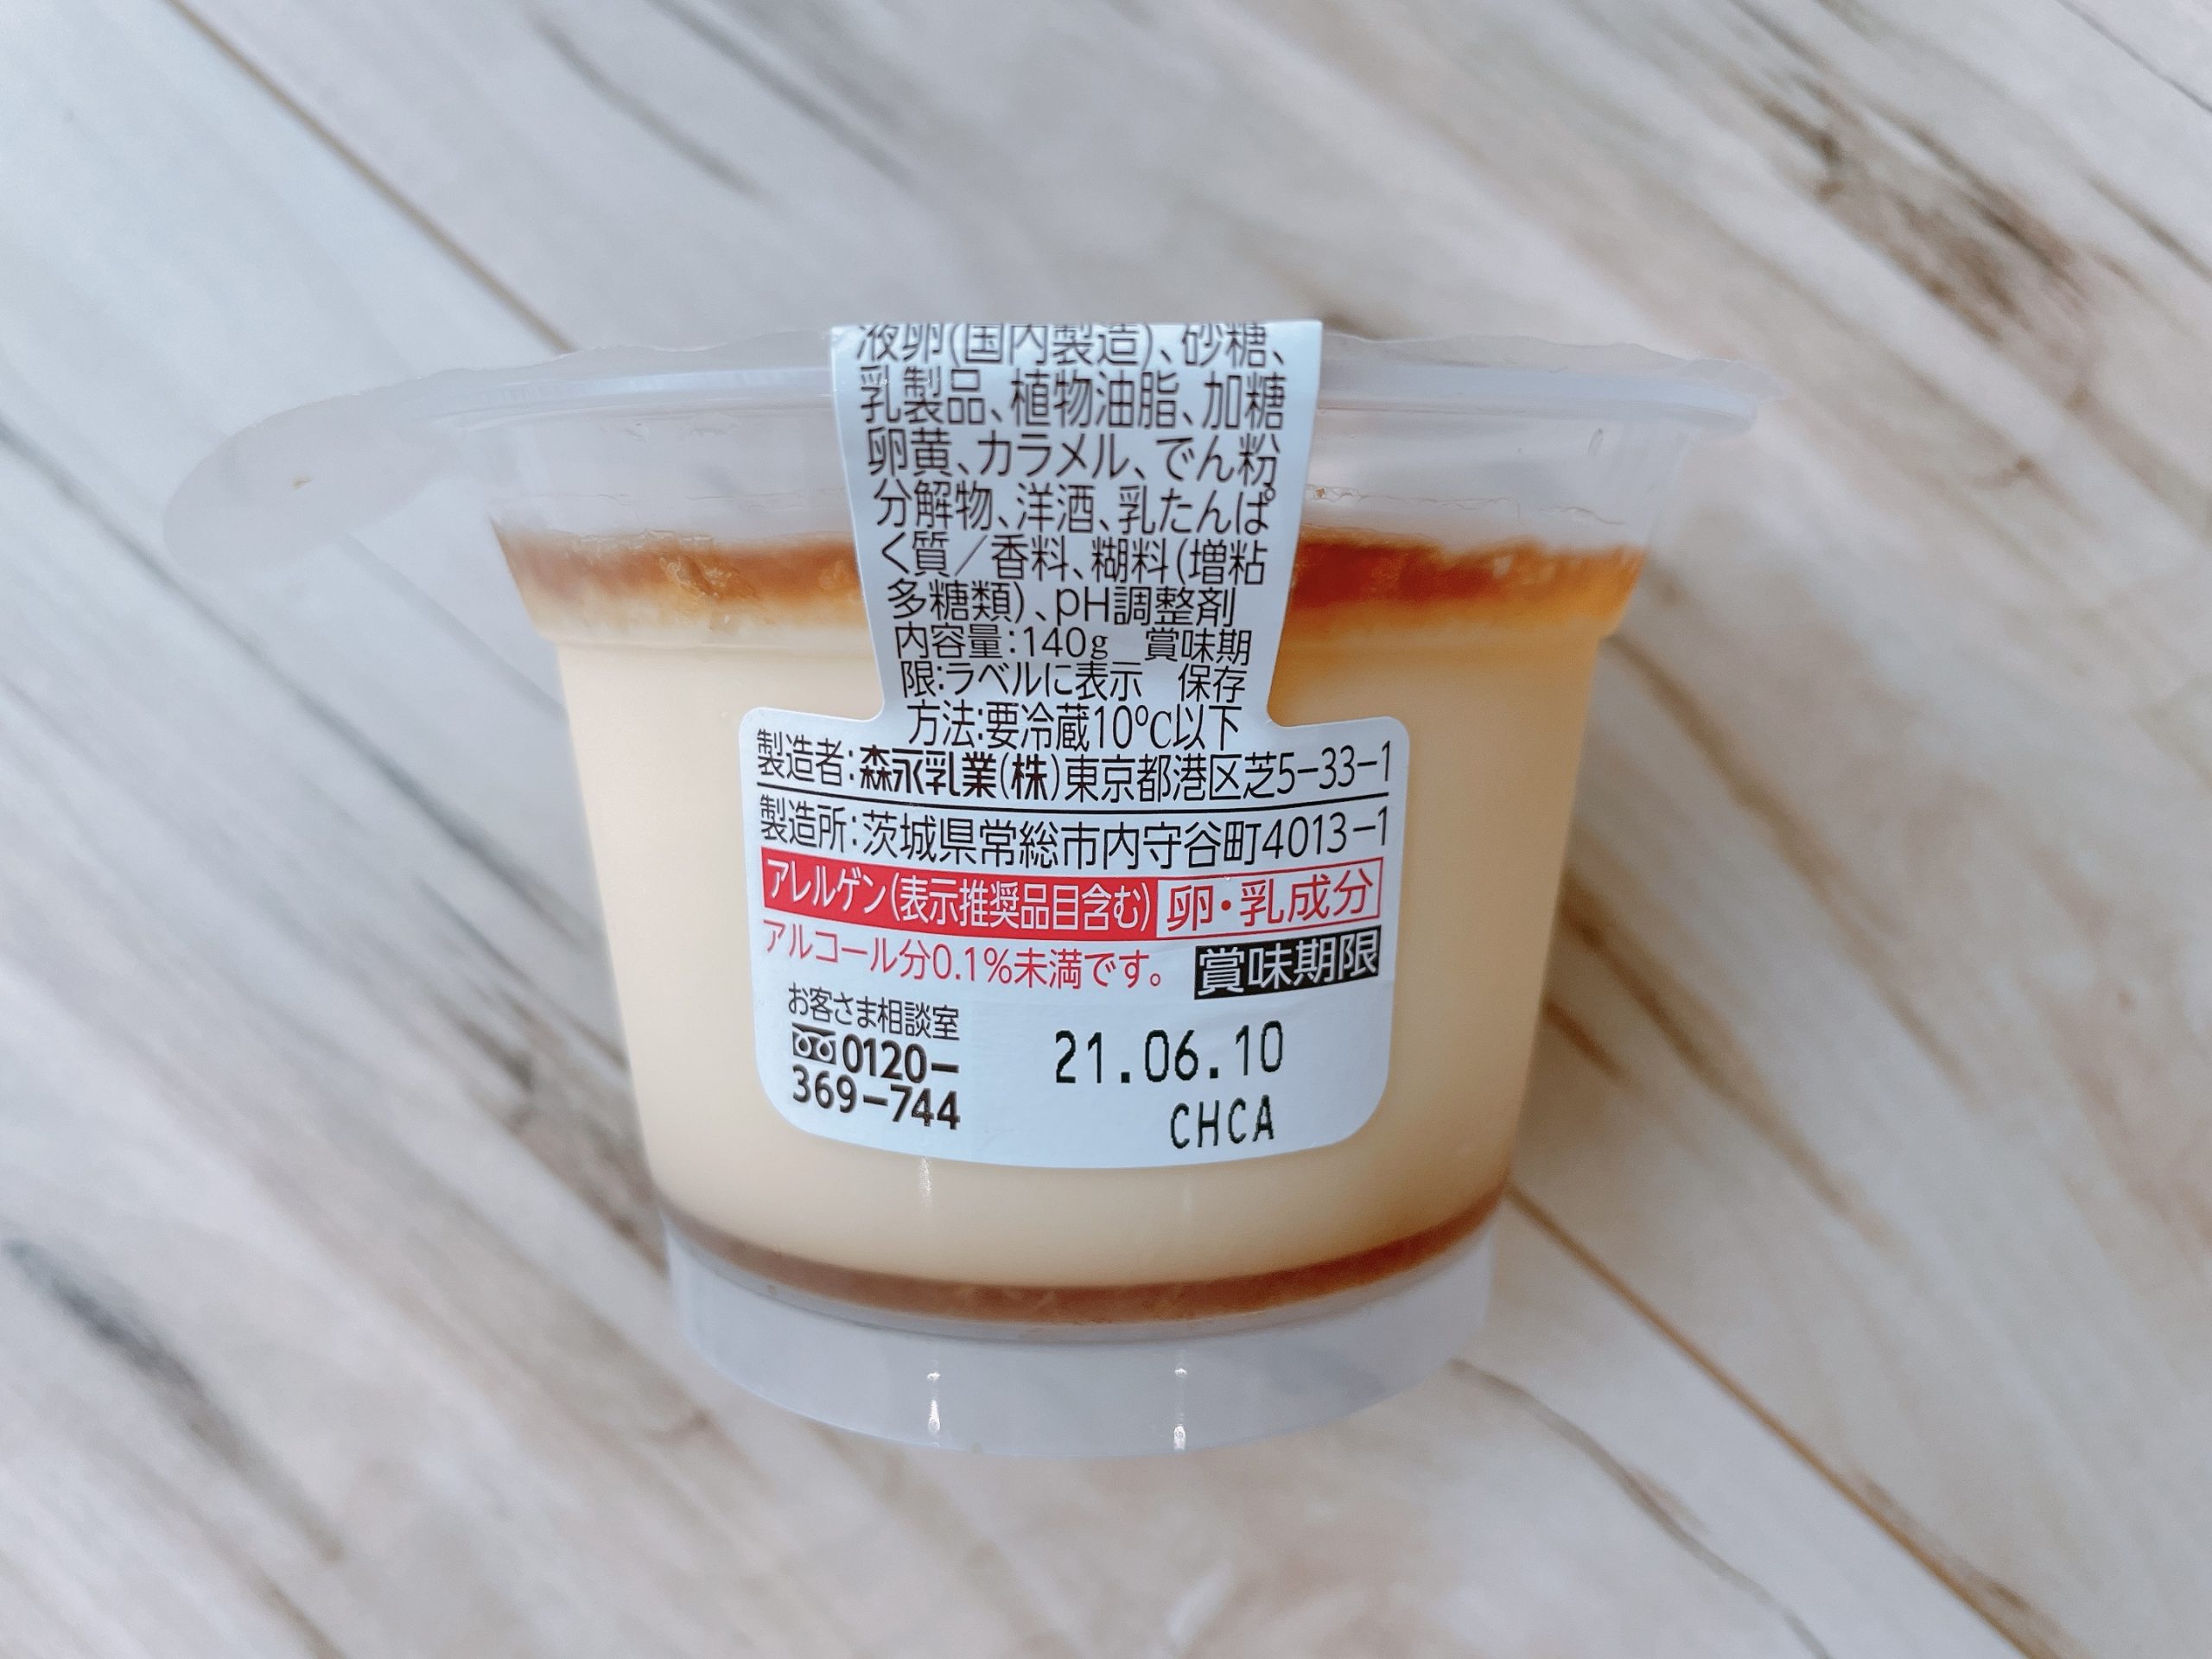 液卵(国内製造)、砂糖、
乳製品、植物油脂、加糖
卵黄、カラメル、でん粉
分解物、洋酒、乳たんぱ
く質／香料、糊料(増粘
多糖類)、pH調整剤
内容量:140g 賞味期
限:ラベルに表示 保存
方法:要冷蔵10℃以下
製造者:森永乳業(株)東京都港区芝5-33-1
製造所:茨城県常総市内守谷町4013-1
アレルゲン(表示推奨品目含む) 卵・乳成分
アルコール分0.1%未満です。 賞味期限
お客さま相談室
0120-
369-744
21.06.10
CHCA